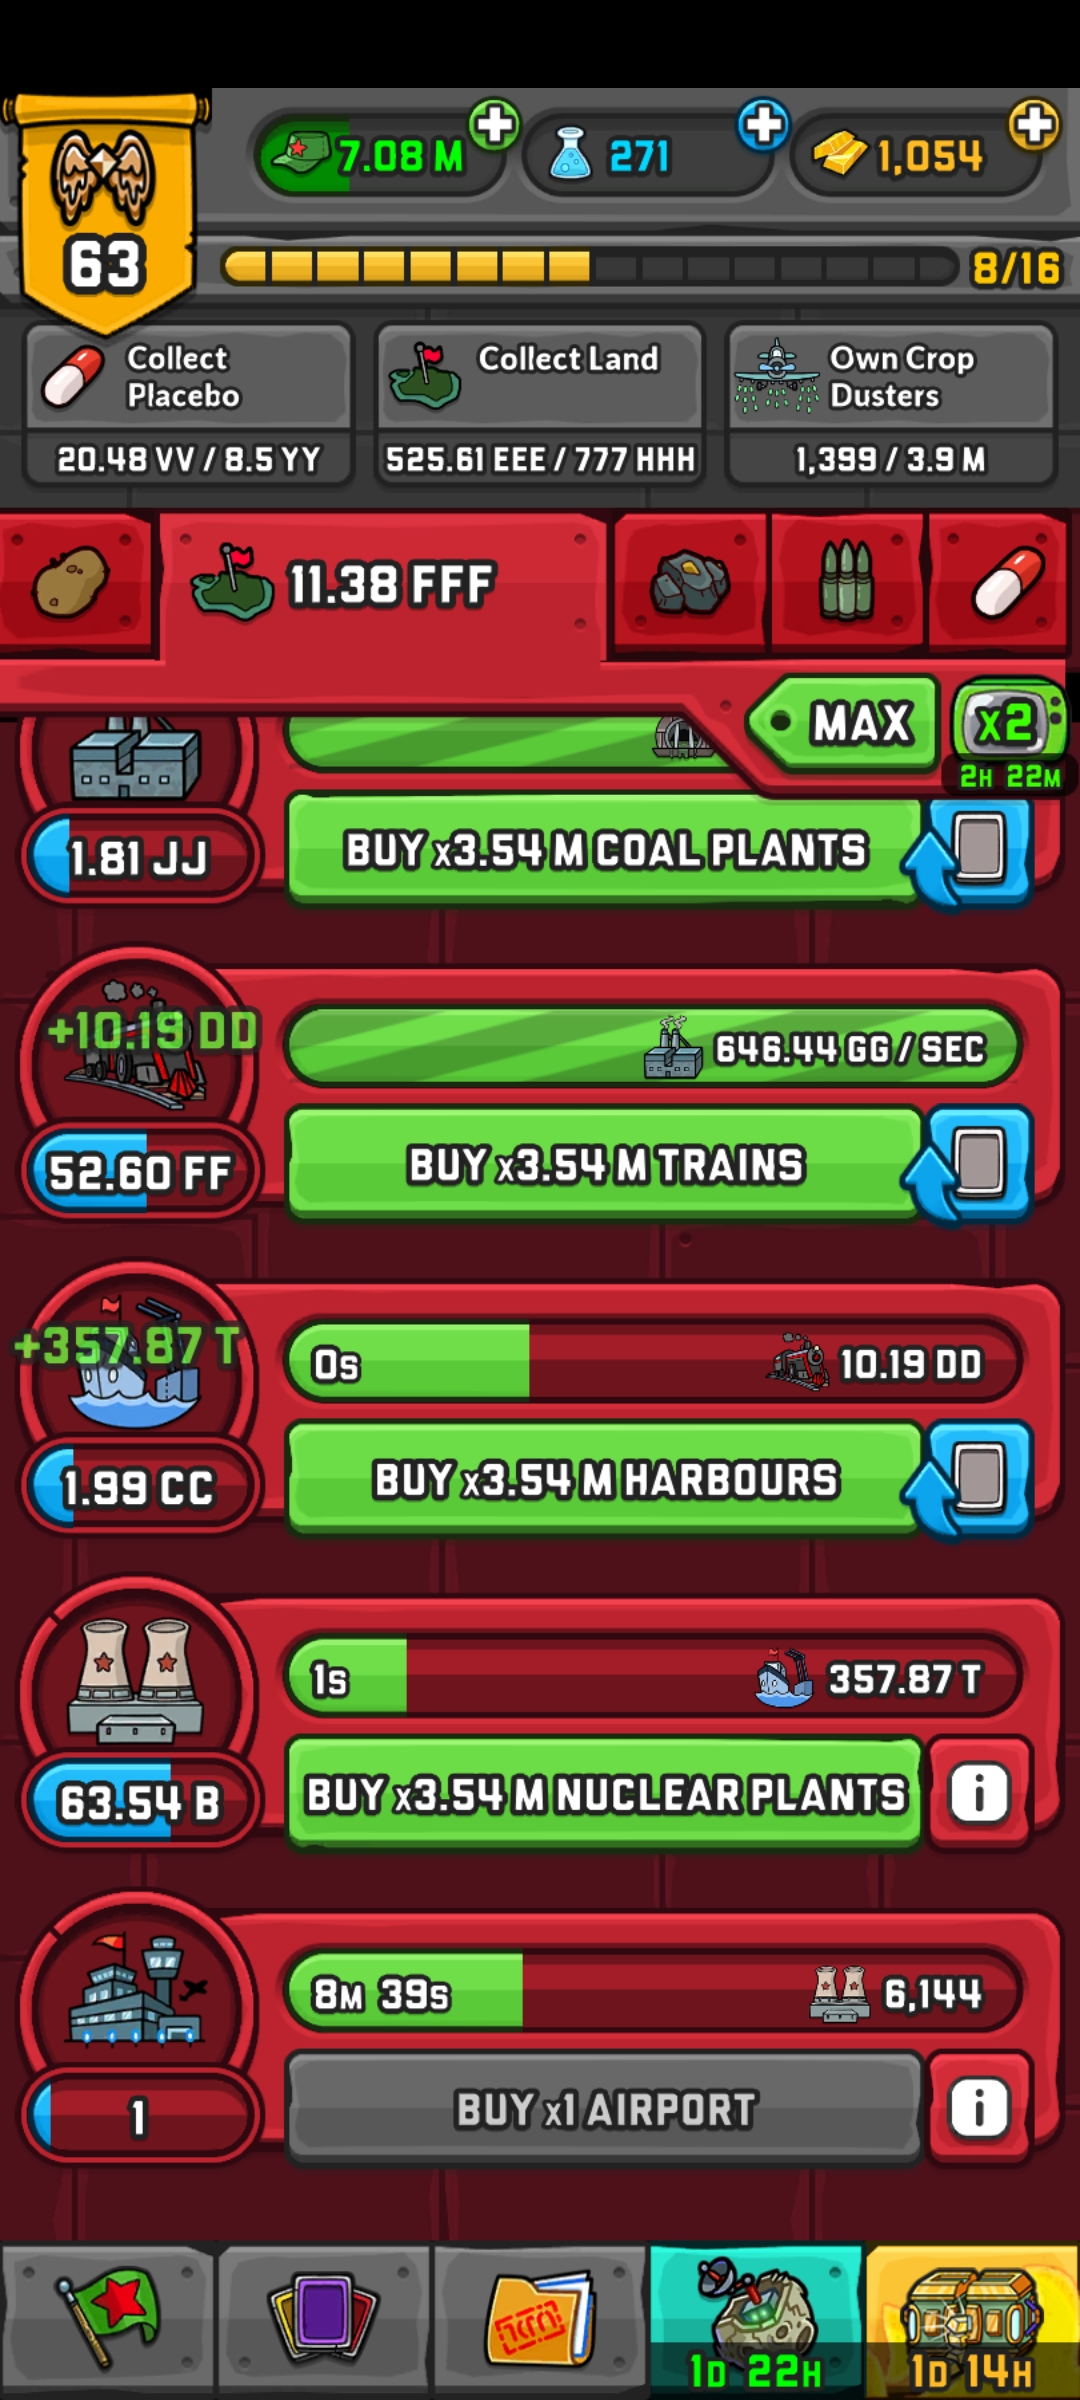 7.08 M
271
1,054
63
8/16
Collect
Placebo
20.48 VV / 8.5 YY
Collect Land
525.61 EEE / 777 HHH
Own Crop
Dusters
1,399 / 3.9 M
11.38 FFF
MAX
x2
2H 22M
1.81 JJ
BUY x3.54 M COAL PLANTS
+10.19 DD
646.44 GG / SEC
52.60 FF
BUY x3.54 M TRAINS
+357.87 T
0s
10.19 DD
1.99 CC
BUY x3.54 M HARBOURS
1s
357.87 T
63.54 B
BUY x3.54 M NUCLEAR PLANTS
i
8M 39s
6,144
1
BUY x1 AIRPORT
i
1D 22H
1D 14H